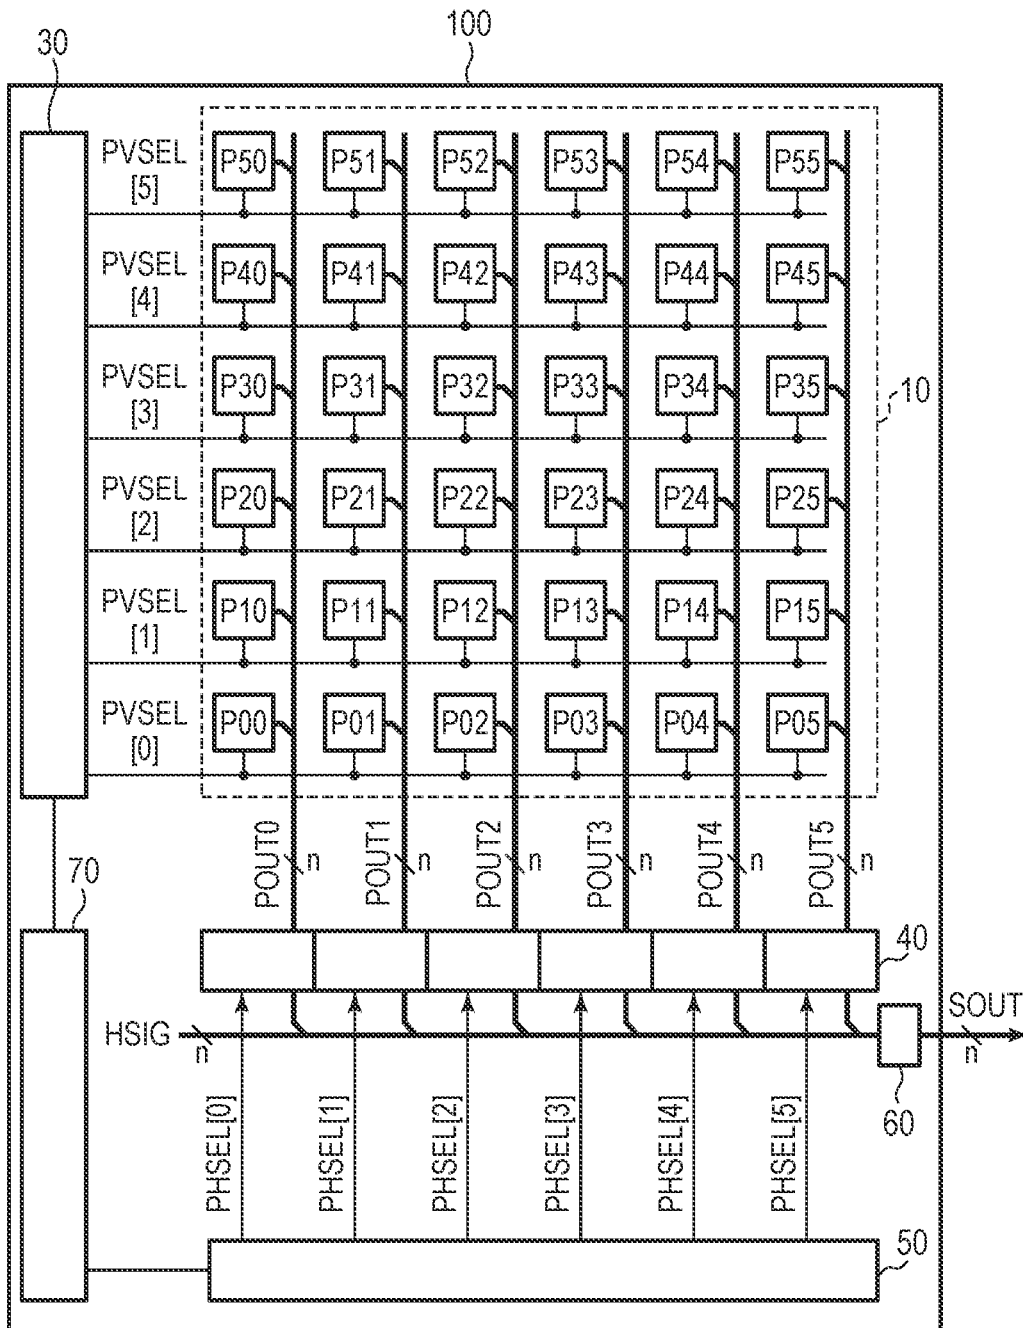 100
30
PVSEL
[5]
P50 P51 P52 P53 P54 P55
PVSEL
[4]
P40 P41 P42 P43 P44 P45
PVSEL
[3]
P30 P31 P32 P33 P34 P35
10
PVSEL
[2]
P20 P21 P22 P23 P24 P25
PVSEL
[1]
P10 P11 P12 P13 P14 P15
PVSEL
[0]
P00 P01 P02 P03 P04 P05
POUT0 n POUT1 n POUT2 n POUT3 n POUT4 n POUT5 n
70
40
HSIG
n
SOUT
n
60
PHSEL[0] PHSEL[1] PHSEL[2] PHSEL[3] PHSEL[4] PHSEL[5]
50